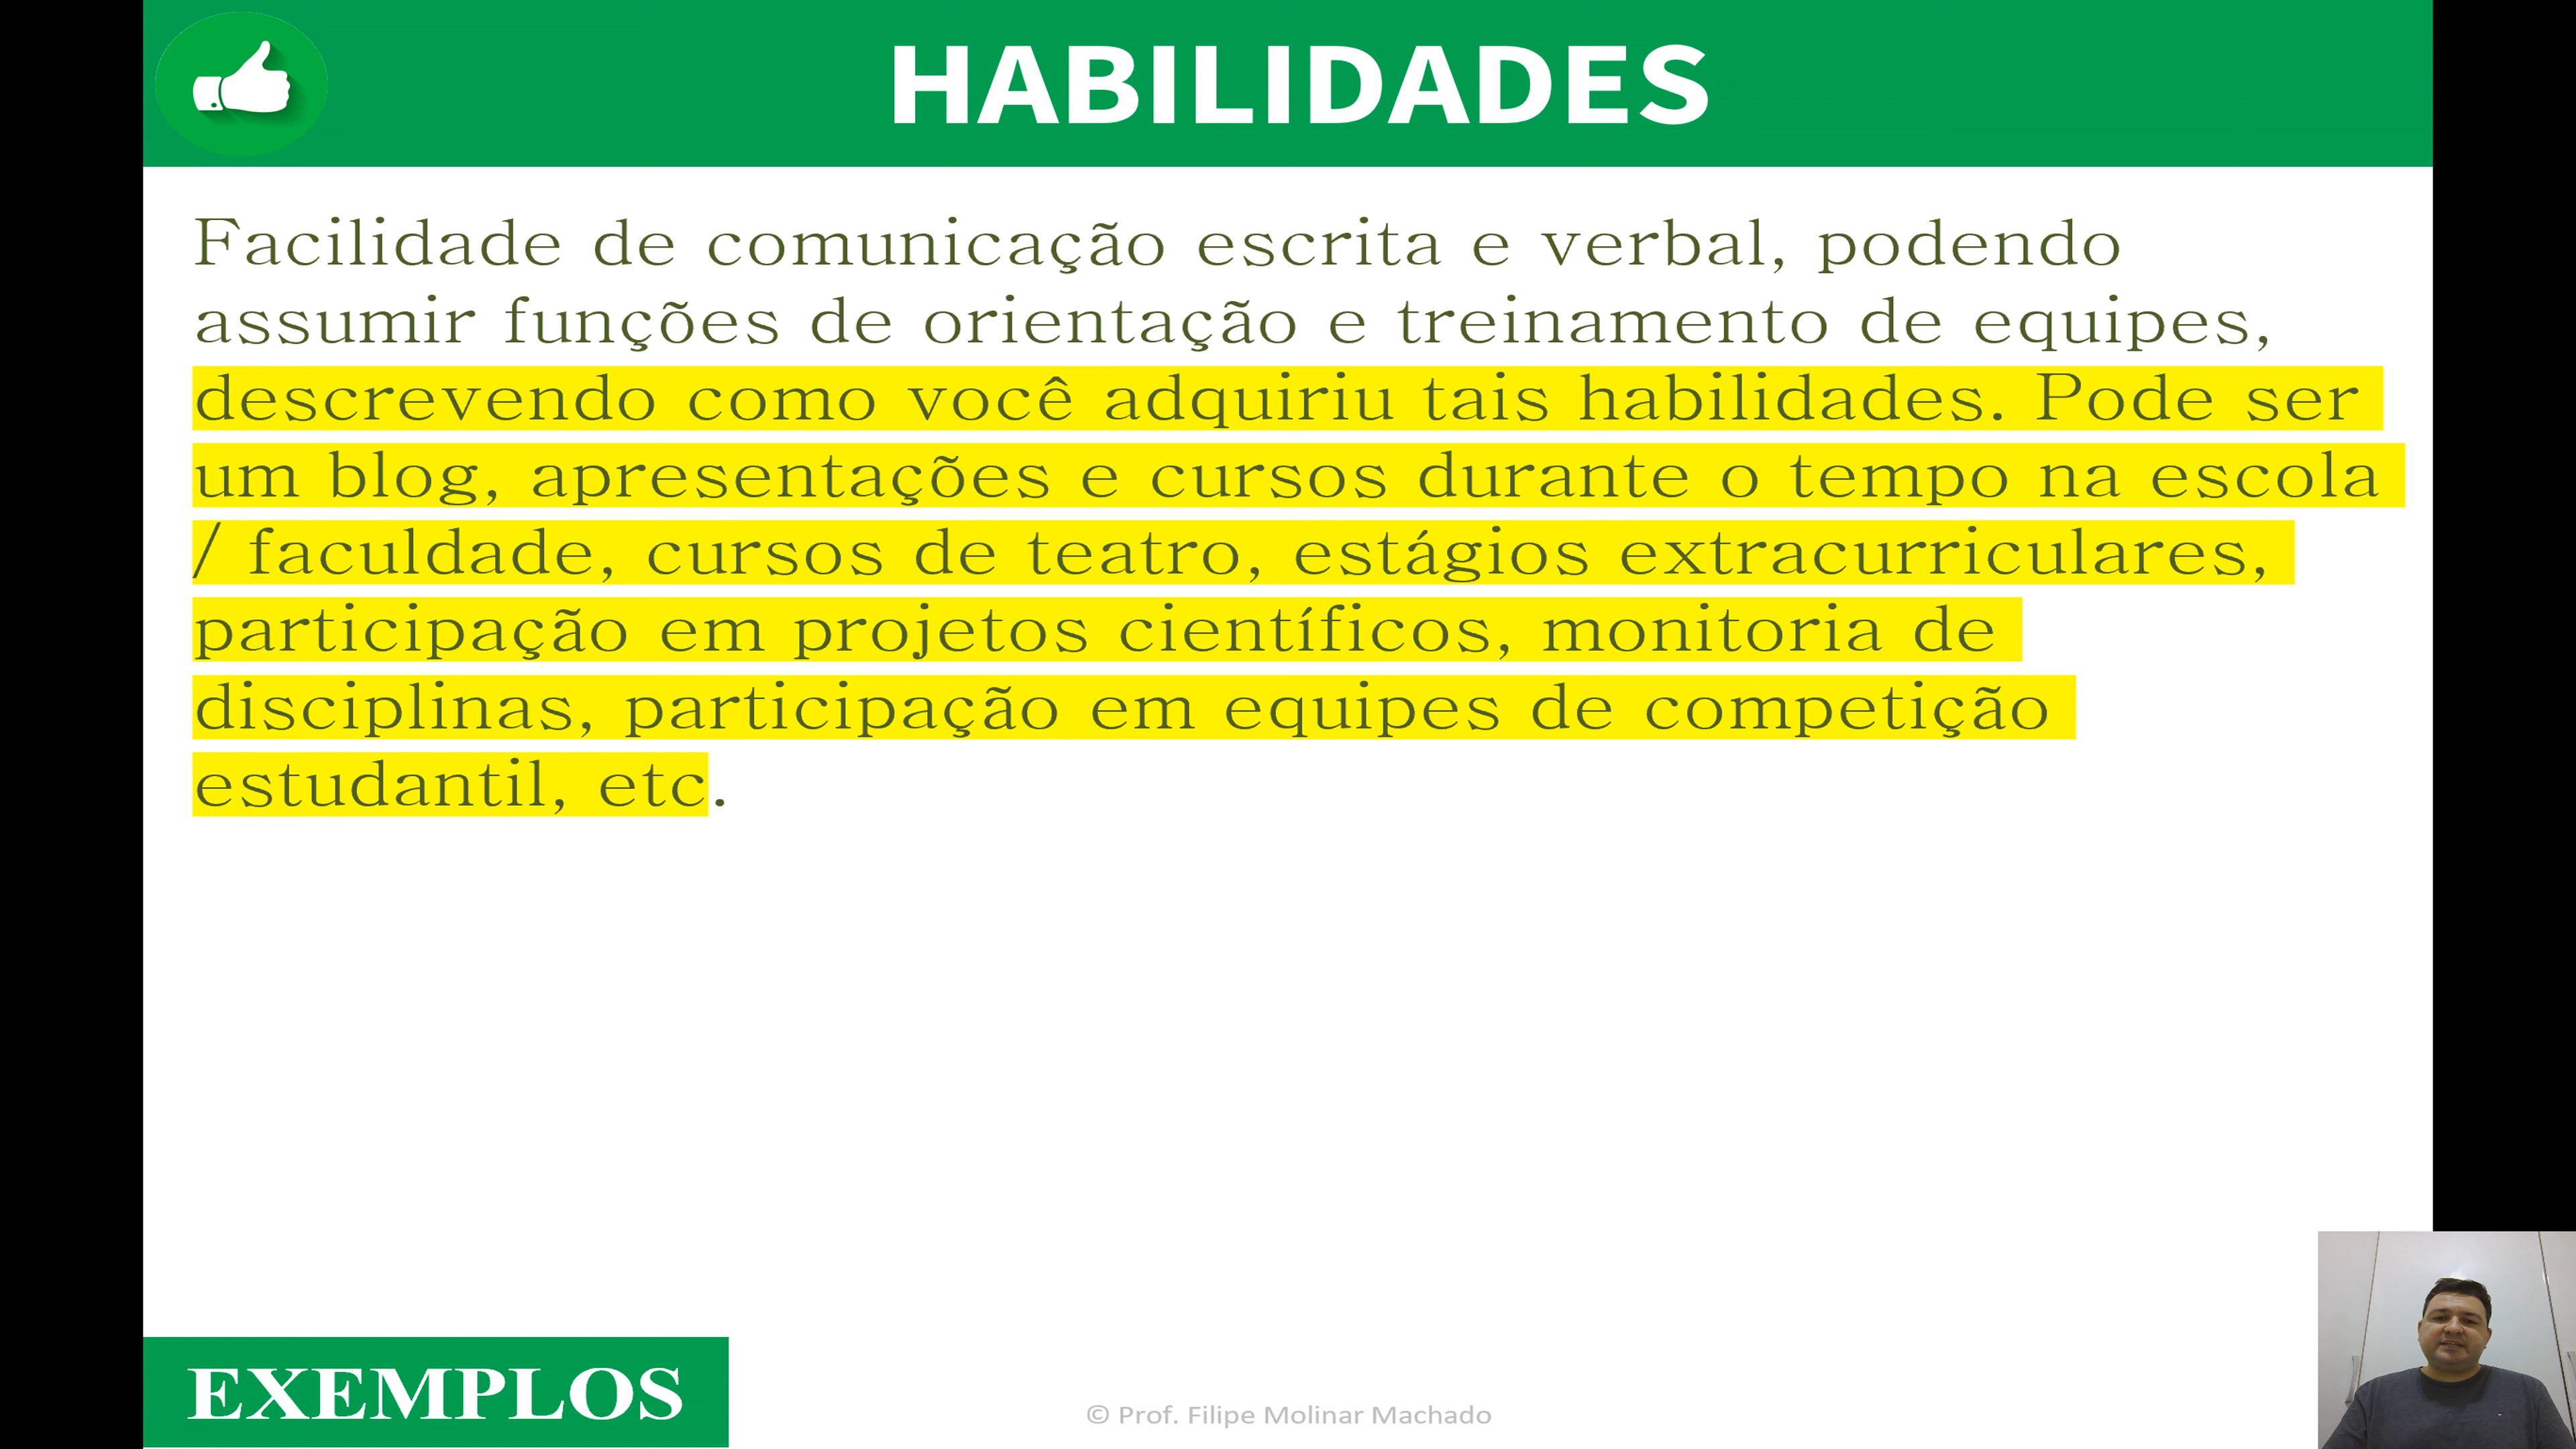 HABILIDADES
Facilidade de comunicação escrita e verbal, podendo
assumir funções de orientação e treinamento de equipes,
descrevendo como você adquiriu tais habilidades. Pode ser
um blog, apresentações e cursos durante o tempo na escola
/ faculdade, cursos de teatro, estágios extracurriculares,
participação em projetos científicos, monitoria de
disciplinas, participação em equipes de competição
estudantil, etc.
EXEMPLOS
© Prof. Filipe Molinar Machado